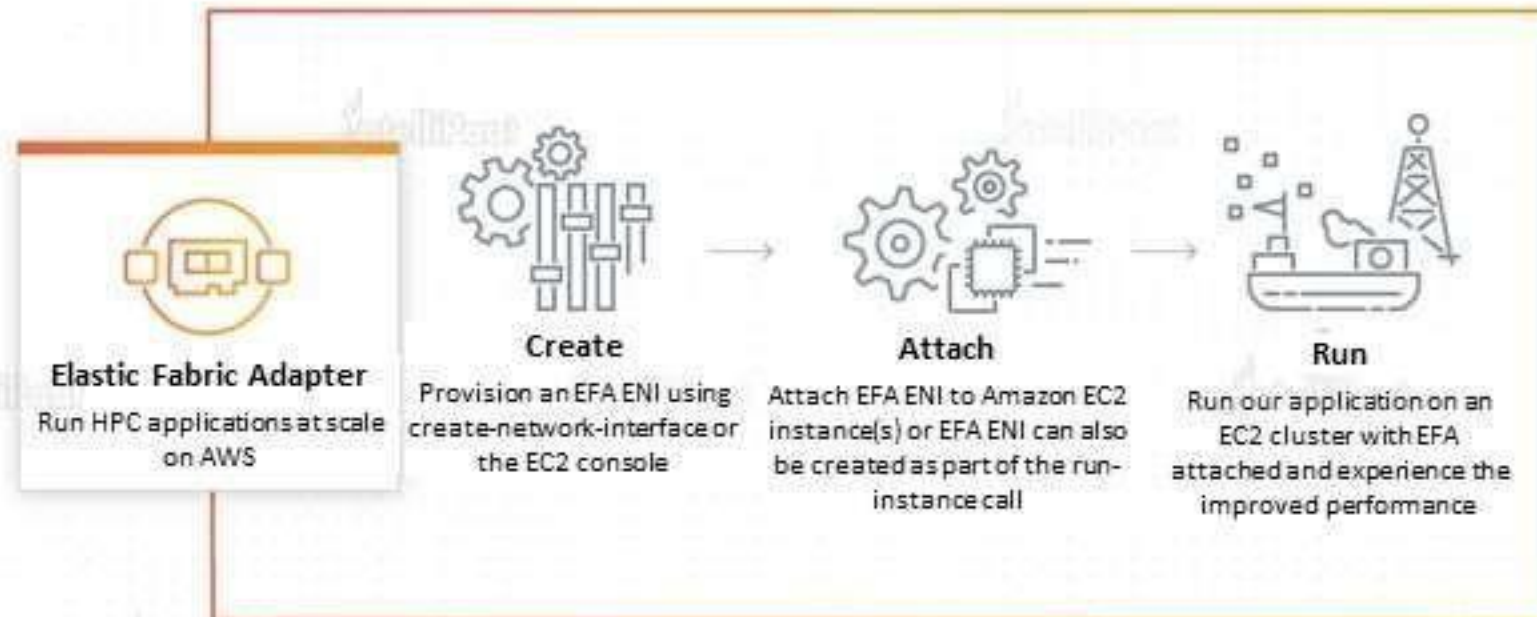 Elastic Fabric Adapter
Run HPC applications at scale
on AWS
Create
Provision an EFA ENI using
create-network-interface or
the EC2 console
Attach
Attach EFA ENI to Amazon EC2
instance(s) or EFA ENI can also
be created as part of the run-
instance call
Run
Run our application on an
EC2 cluster with EFA
attached and experience the
improved performance